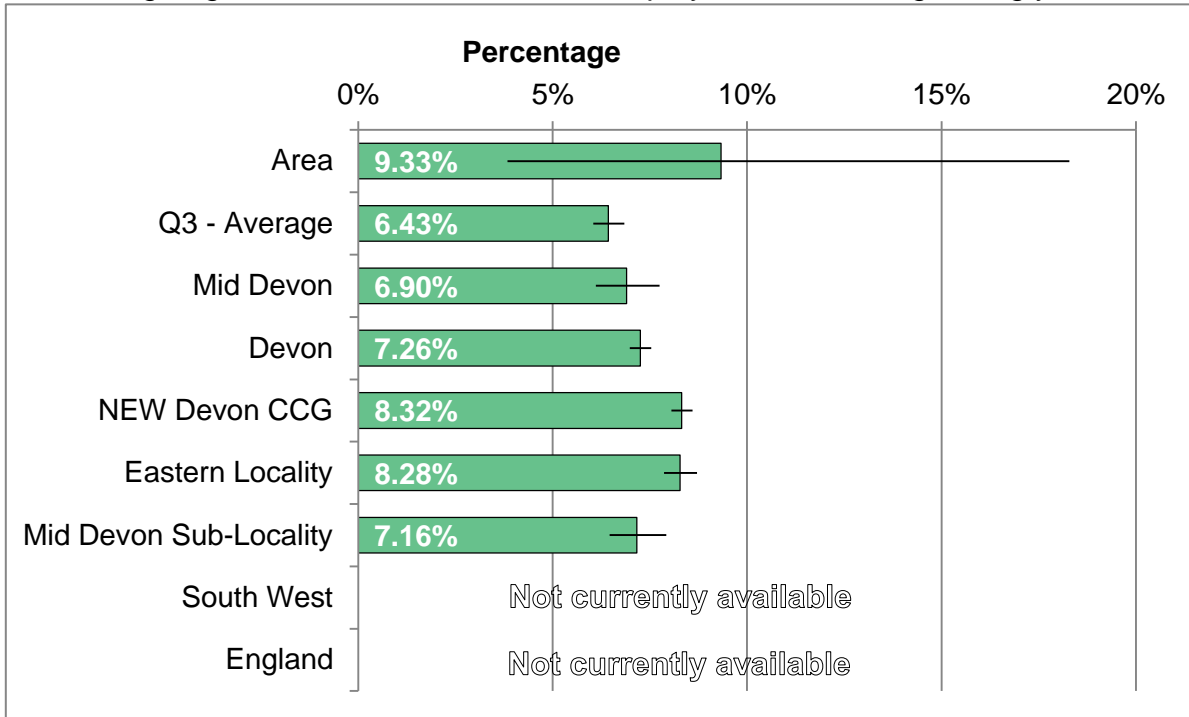 Percentage
0% 5% 10% 15% 20%
Area 9.33%
Q3 - Average 6.43%
Mid Devon 6.90%
Devon 7.26%
NEW Devon CCG 8.32%
Eastern Locality 8.28%
Mid Devon Sub-Locality 7.16%
South West Not currently available
England Not currently available